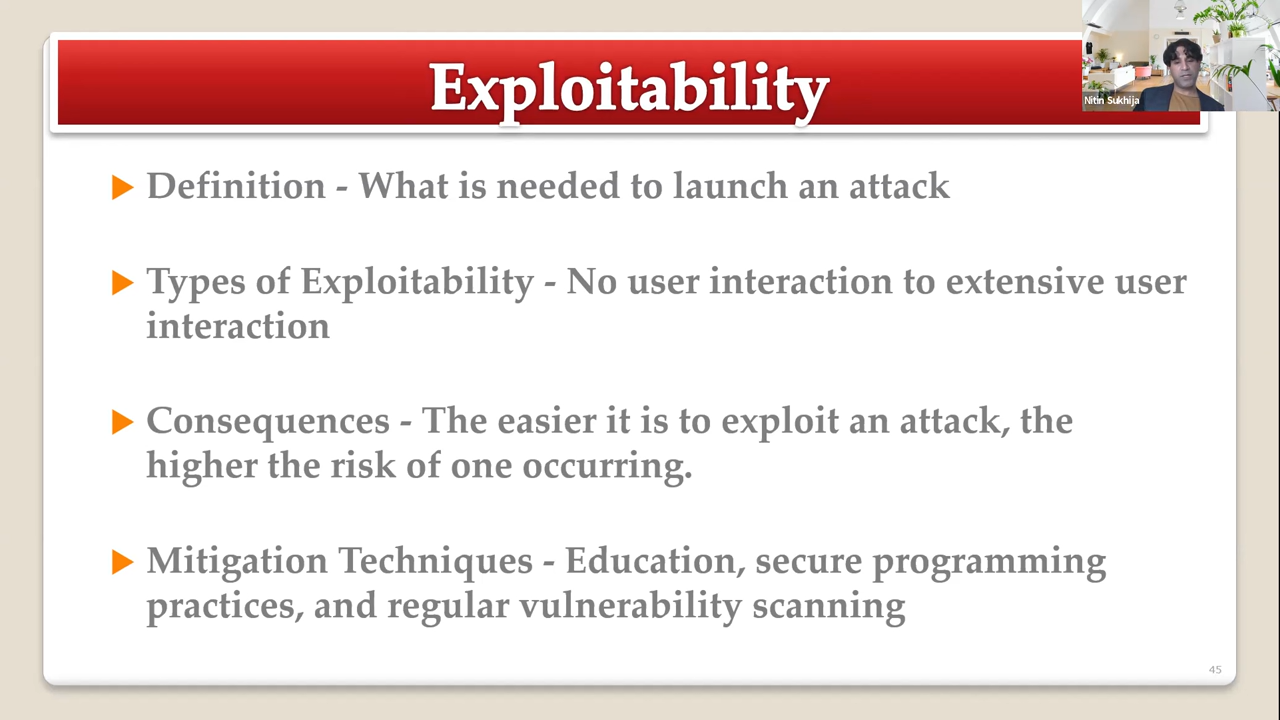 Exploitability
Nitin Sukhija
Definition - What is needed to launch an attack
Types of Exploitability - No user interaction to extensive user
interaction
Consequences - The easier it is to exploit an attack, the
higher the risk of one occurring.
Mitigation Techniques - Education, secure programming
practices, and regular vulnerability scanning
45